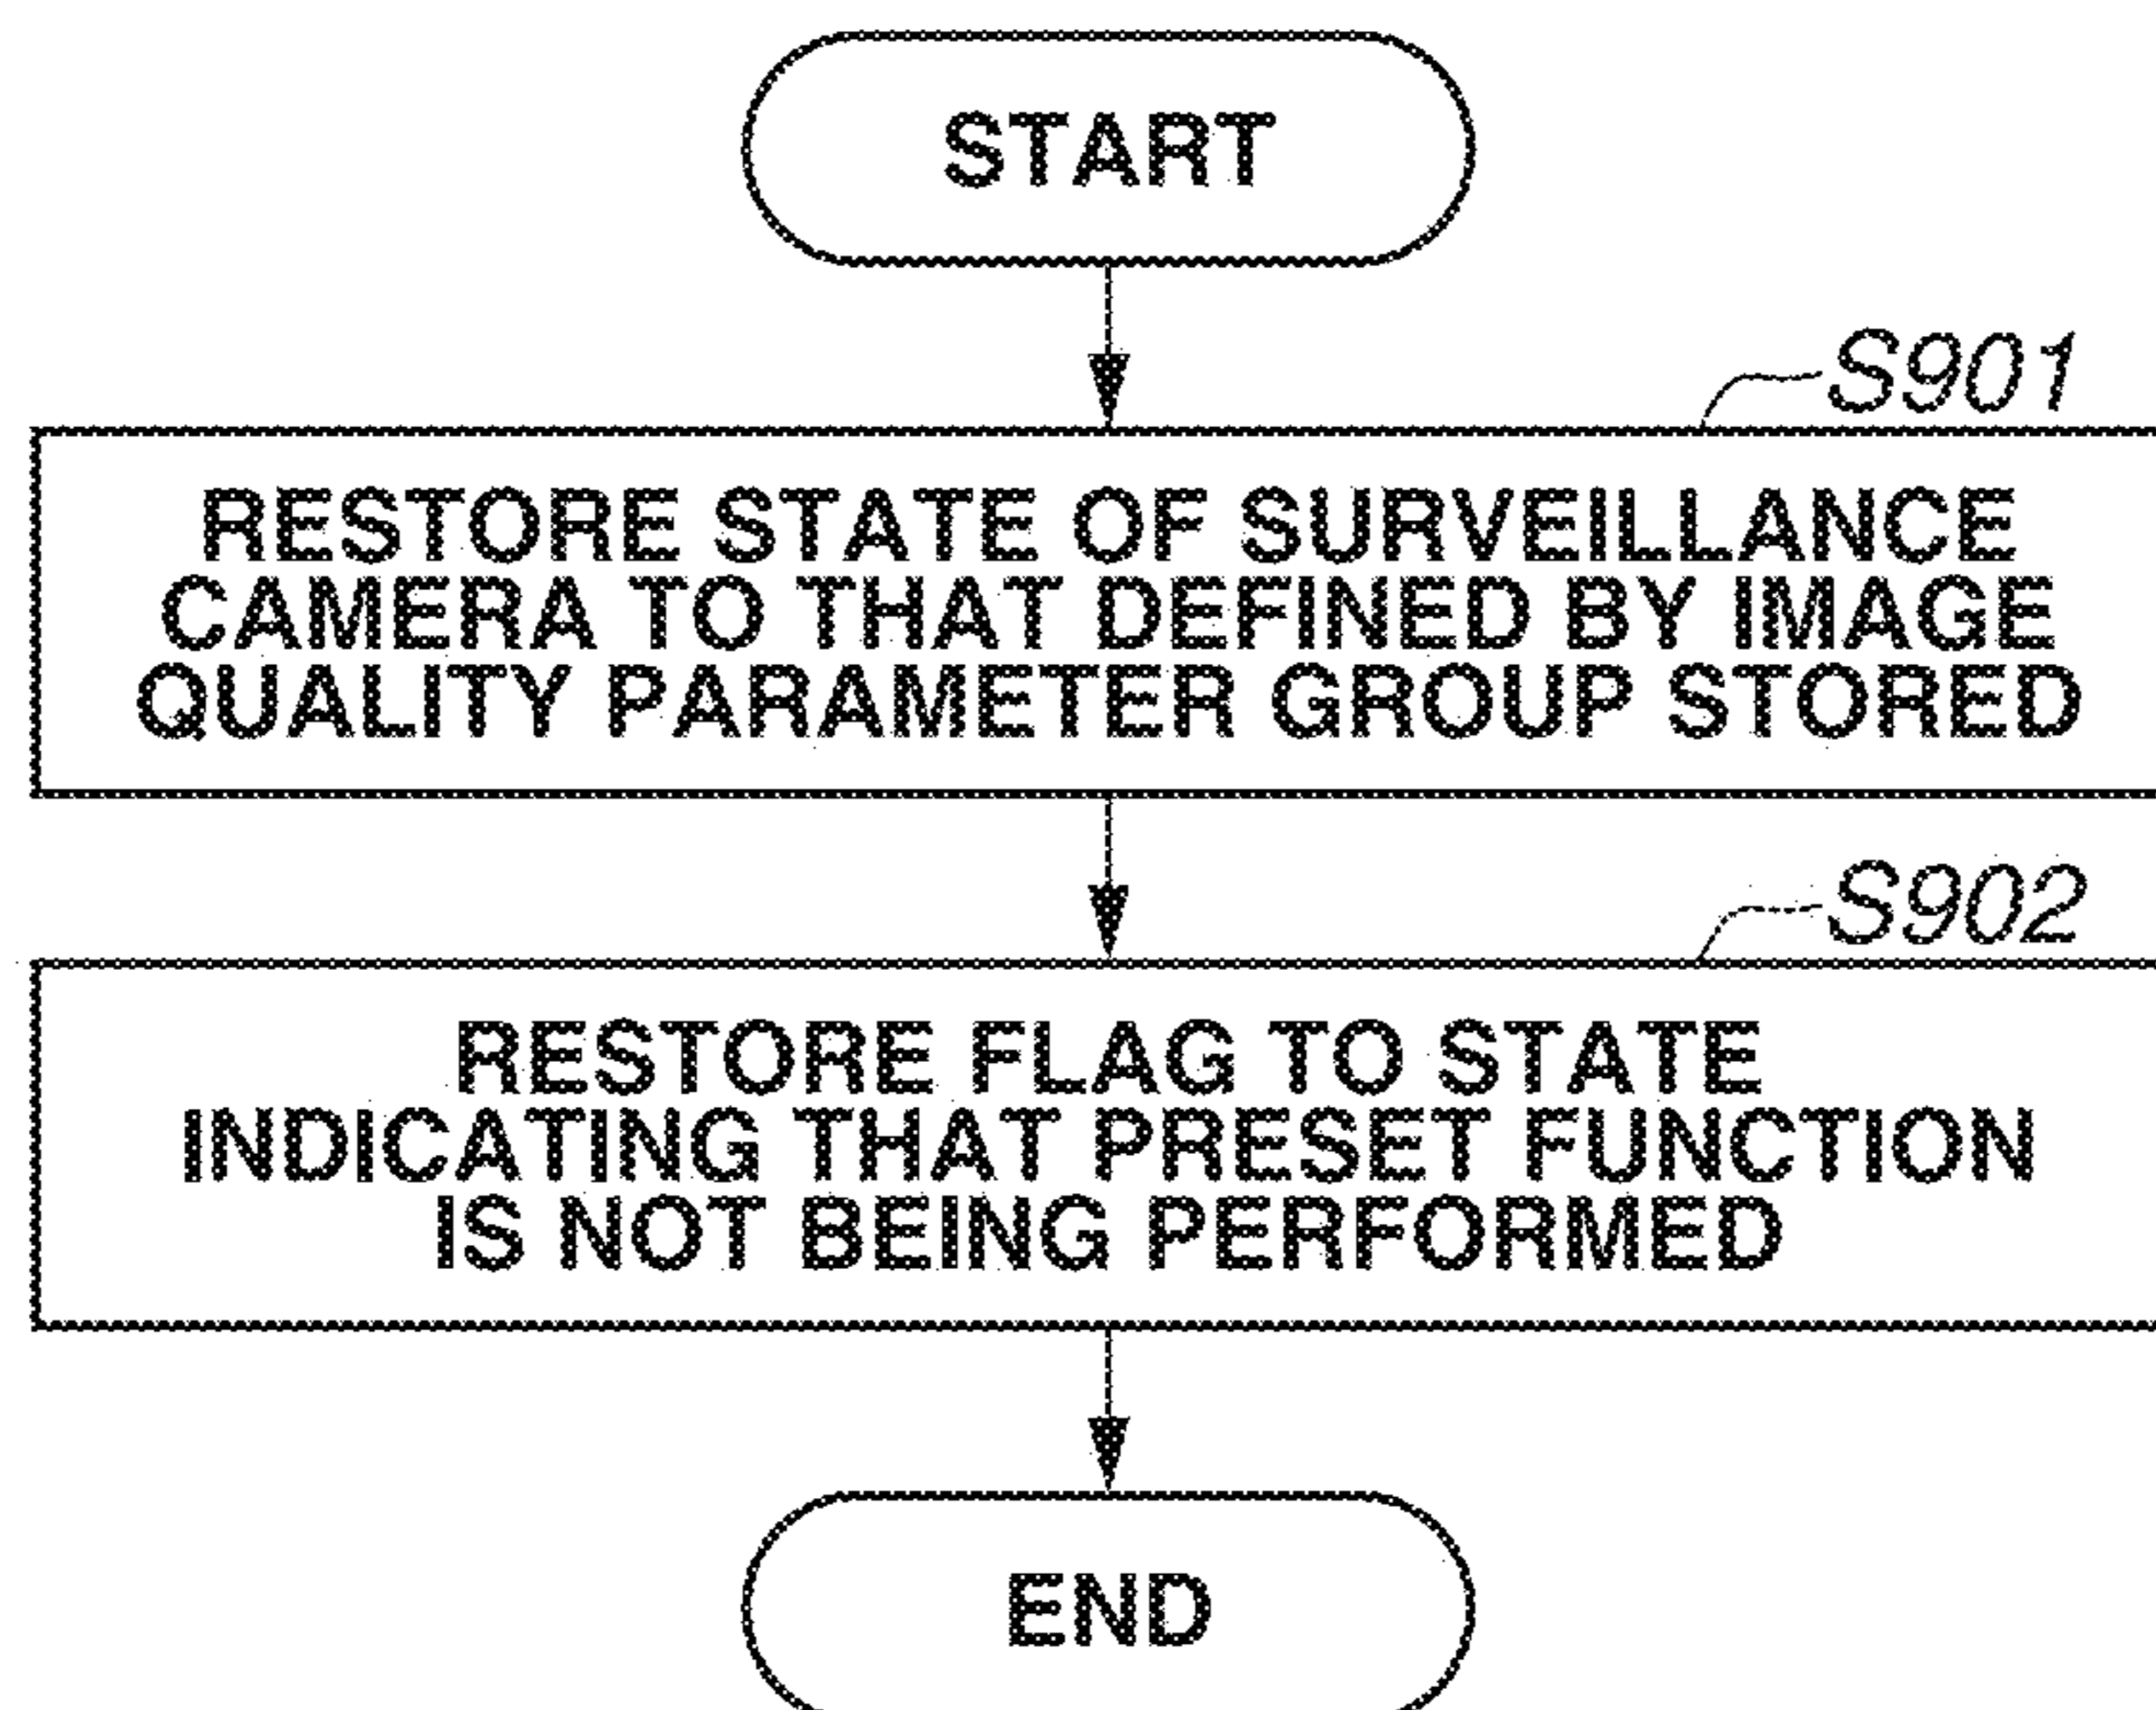 START
S901
RESTORE STATE OF SURVEILLANCE
CAMERA TO THAT DEFINED BY IMAGE
QUALITY PARAMETER GROUP STORED
S902
RESTORE FLAG TO STATE
INDICATING THAT PRESET FUNCTION
IS NOT BEING PERFORMED
END